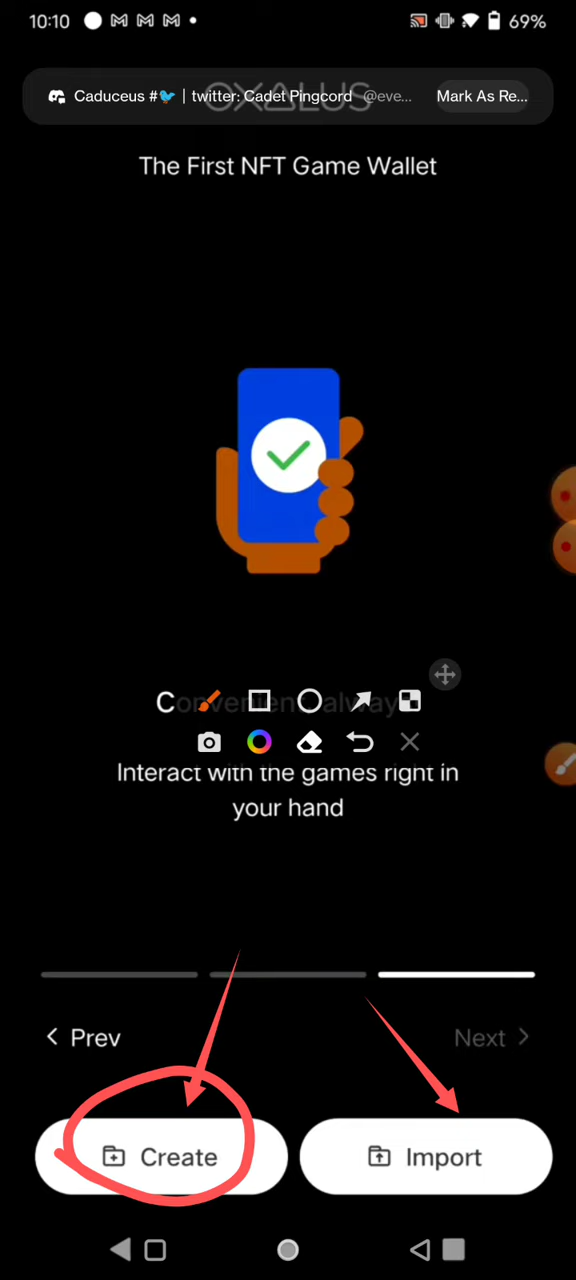 10:10
69%
OXALUS
Caduceus #🐦 | twitter: Cadet Pingcord @eve... Mark As Re...
The First NFT Game Wallet
Convenient always
Interact with the games right in
your hand
Prev
Next
Create
Import